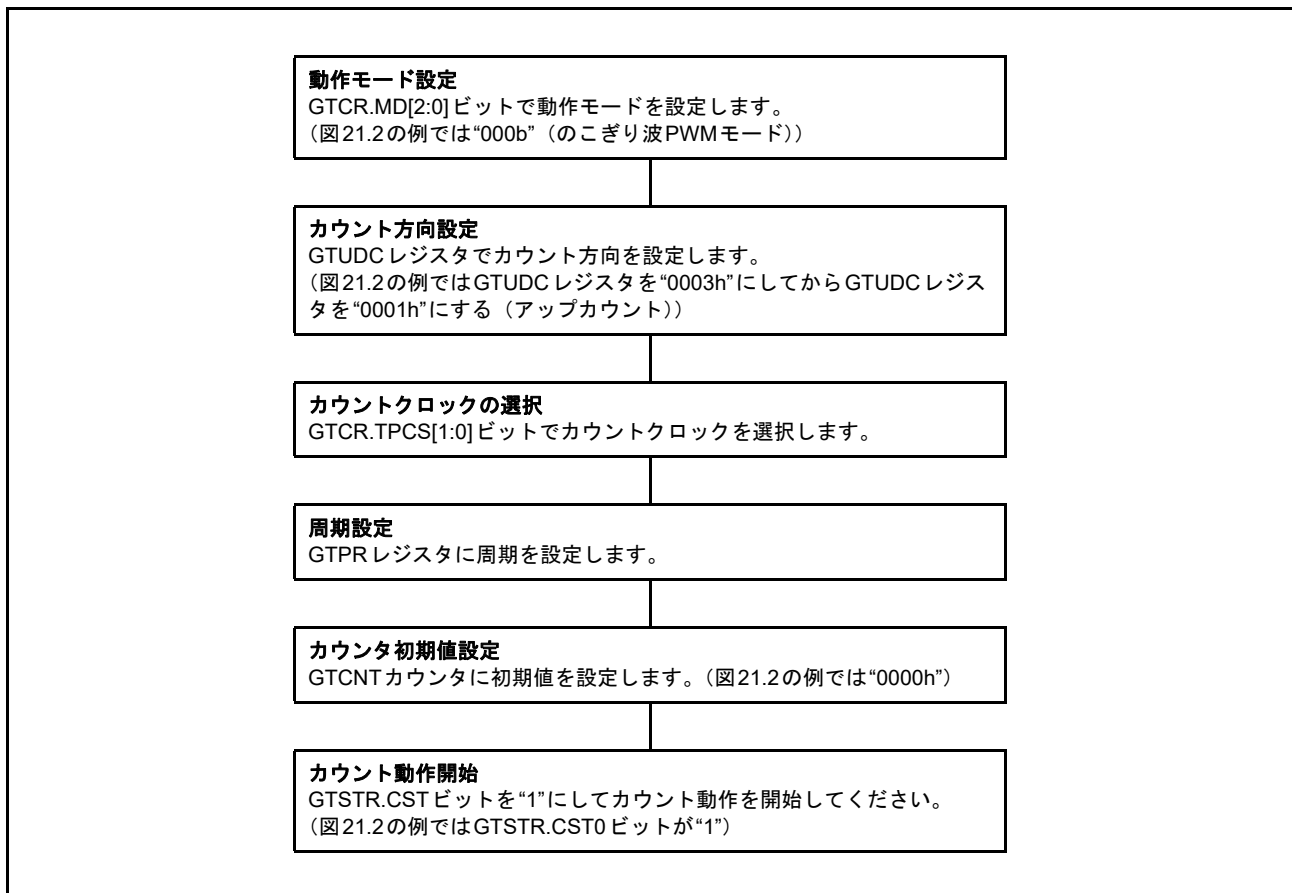 動作モード設定
GTCR.MD[2:0]ビットで動作モードを設定します。
（図21.2の例では“000b”（のこぎり波PWMモード））
カウント方向設定
GTUDCレジスタでカウント方向を設定します。
（図21.2の例ではGTUDCレジスタを“0003h”にしてからGTUDCレジス
タを“0001h”にする（アップカウント））
カウントクロックの選択
GTCR.TPCS[1:0]ビットでカウントクロックを選択します。
周期設定
GTPRレジスタに周期を設定します。
カウンタ初期値設定
GTCNTカウンタに初期値を設定します。（図21.2の例では“0000h”）
カウント動作開始
GTSTR.CSTビットを“1”にしてカウント動作を開始してください。
（図21.2の例ではGTSTR.CST0ビットが“1”）